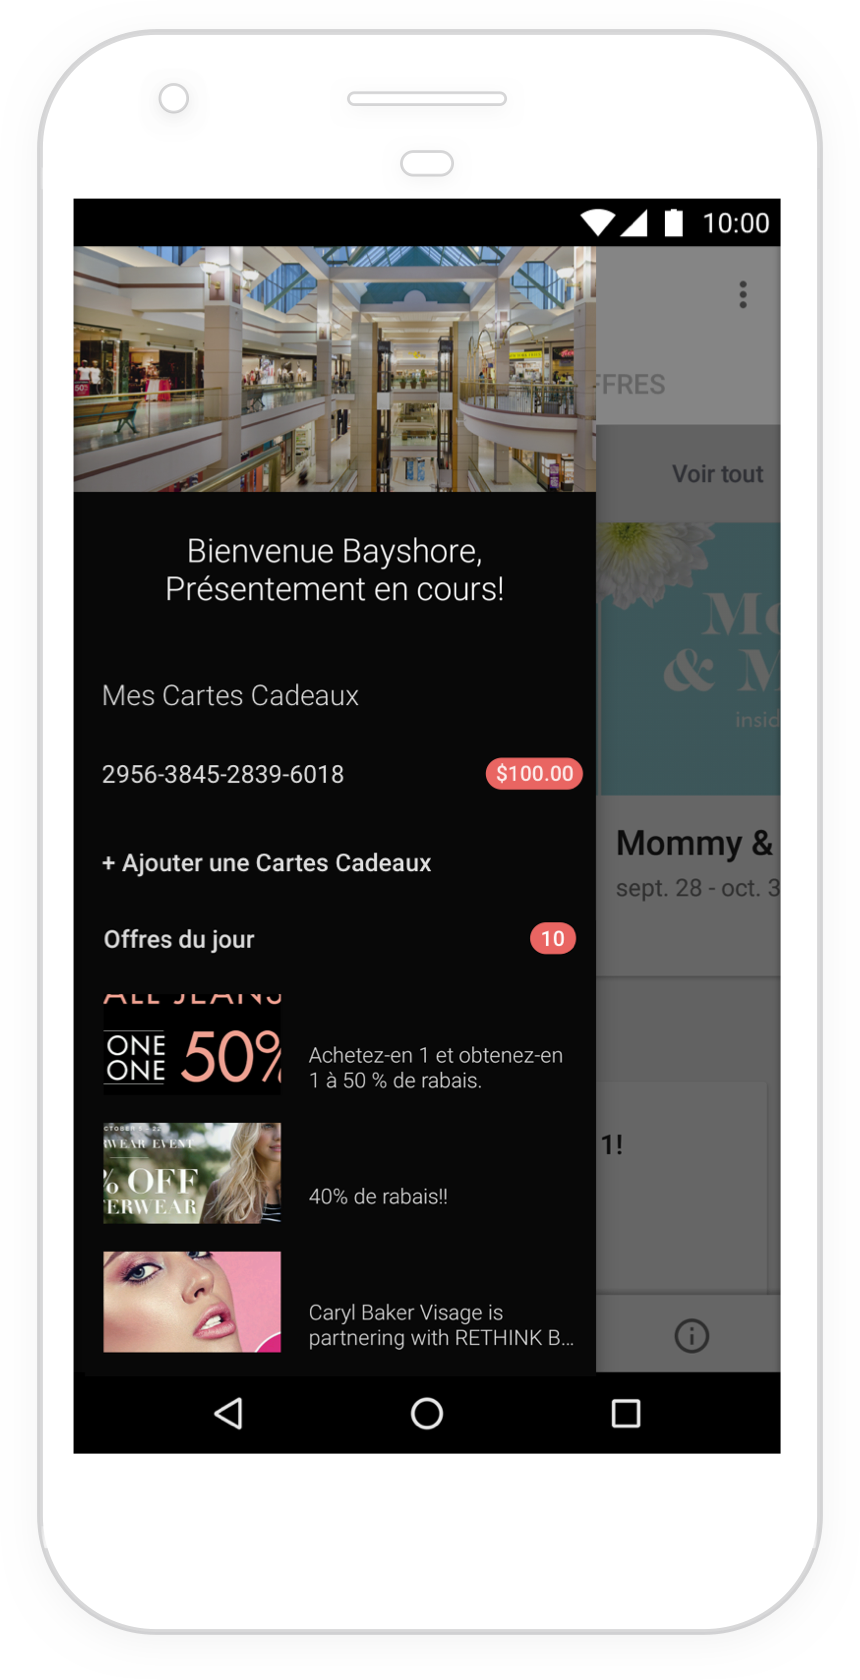 10:00
FFRES
Voir tout
Bienvenue Bayshore,
Présentement en cours!
Mes Cartes Cadeaux
2956-3845-2839-6018
$100.00
+ Ajouter une Cartes Cadeaux
Offres du jour
10
ALL JEANS
ONE
ONE
50%
Achetez-en 1 et obtenez-en
1 à 50 % de rabais.
WEAR EVENT
% OFF
ERWEAR
40% de rabais!!
Caryl Baker Visage is
partnering with RETHINK B...
Mo
& M
insid
Mommy &
sept. 28 - oct. 3
1!